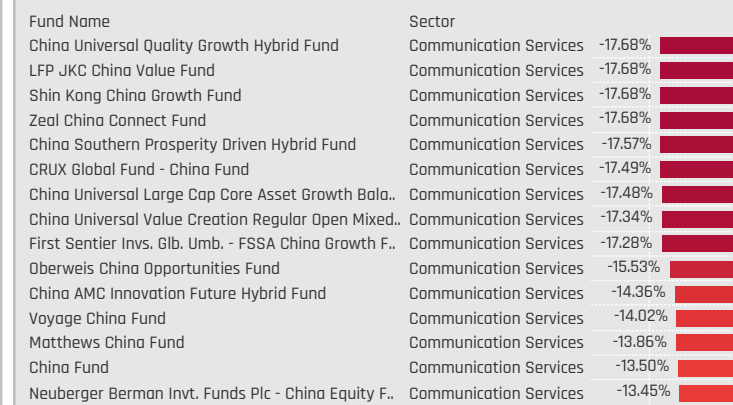 Fund Name Sector
China Universal Quality Growth Hybrid Fund Communication Services -17.68%
LFP JKC China Value Fund Communication Services -17.68%
Shin Kong China Growth Fund Communication Services -17.68%
Zeal China Connect Fund Communication Services -17.68%
China Southern Prosperity Driven Hybrid Fund Communication Services -17.57%
CRUX Global Fund - China Fund Communication Services -17.49%
China Universal Large Cap Core Asset Growth Bala.. Communication Services -17.48%
China Universal Value Creation Regular Open Mixed.. Communication Services -17.34%
First Sentier Invs. Glb. Umb. - FSSA China Growth F.. Communication Services -17.28%
Oberweis China Opportunities Fund Communication Services -15.53%
China AMC Innovation Future Hybrid Fund Communication Services -14.36%
Voyage China Fund Communication Services -14.02%
Matthews China Fund Communication Services -13.86%
China Fund Communication Services -13.50%
Neuberger Berman Invt. Funds Plc - China Equity F.. Communication Services -13.45%